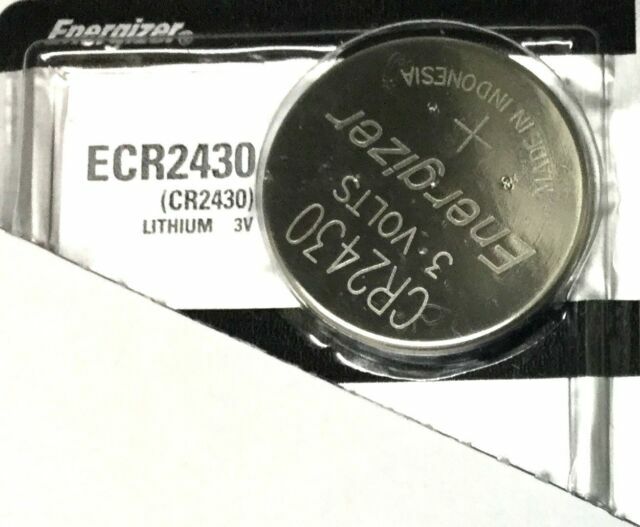 Energizer®
ECR2430
(CR2430)
LITHIUM 3V
MADE IN INDONESIA
+
Energizer
3 VOLTS
CR2430